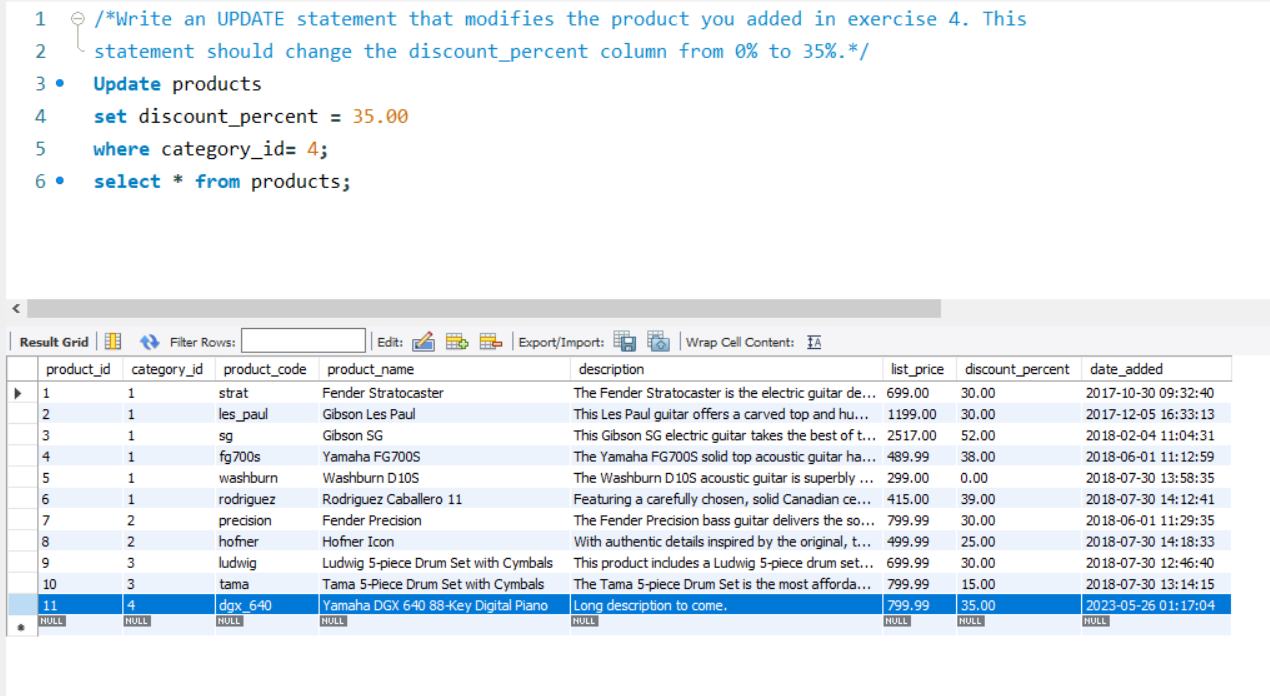 1 /*Write an UPDATE statement that modifies the product you added in exercise 4. This
2 statement should change the discount_percent column from 0% to 35%.*/
3 Update products
4 set discount_percent = 35.00
5 where category_id= 4;
6 select * from products;
Result Grid Filter Rows: Edit: Export/Import: Wrap Cell Content: IA
product_id category_id product_code product_name description list_price discount_percent date_added
1 1 strat Fender Stratocaster The Fender Stratocaster is the electric guitar de... 699.00 30.00 2017-10-30 09:32:40
2 1 les_paul Gibson Les Paul This Les Paul guitar offers a carved top and hu... 1199.00 30.00 2017-12-05 16:33:13
3 1 sg Gibson SG This Gibson SG electric guitar takes the best of t... 2517.00 52.00 2018-02-04 11:04:31
4 1 fg700s Yamaha FG700S The Yamaha FG700S solid top acoustic guitar ha... 489.99 38.00 2018-06-01 11:12:59
5 1 washburn Washburn D10S The Washburn D10S acoustic guitar is superbly ... 299.00 0.00 2018-07-30 13:58:35
6 1 rodriguez Rodriguez Caballero 11 Featuring a carefully chosen, solid Canadian ce... 415.00 39.00 2018-07-30 14:12:41
7 2 precision Fender Precision The Fender Precision bass guitar delivers the so... 799.99 30.00 2018-06-01 11:29:35
8 2 hofner Hofner Icon With authentic details inspired by the original, t... 499.99 25.00 2018-07-30 14:18:33
9 3 ludwig Ludwig 5-piece Drum Set with Cymbals This product includes a Ludwig 5-piece drum set... 699.99 30.00 2018-07-30 12:46:40
10 3 tama Tama 5-Piece Drum Set with Cymbals The Tama 5-piece Drum Set is the most afforda... 799.99 15.00 2018-07-30 13:14:15
11 4 dgx_640 Yamaha DGX 640 88-Key Digital Piano Long description to come. 799.99 35.00 2023-05-26 01:17:04
NULL NULL NULL NULL NULL NULL NULL NULL